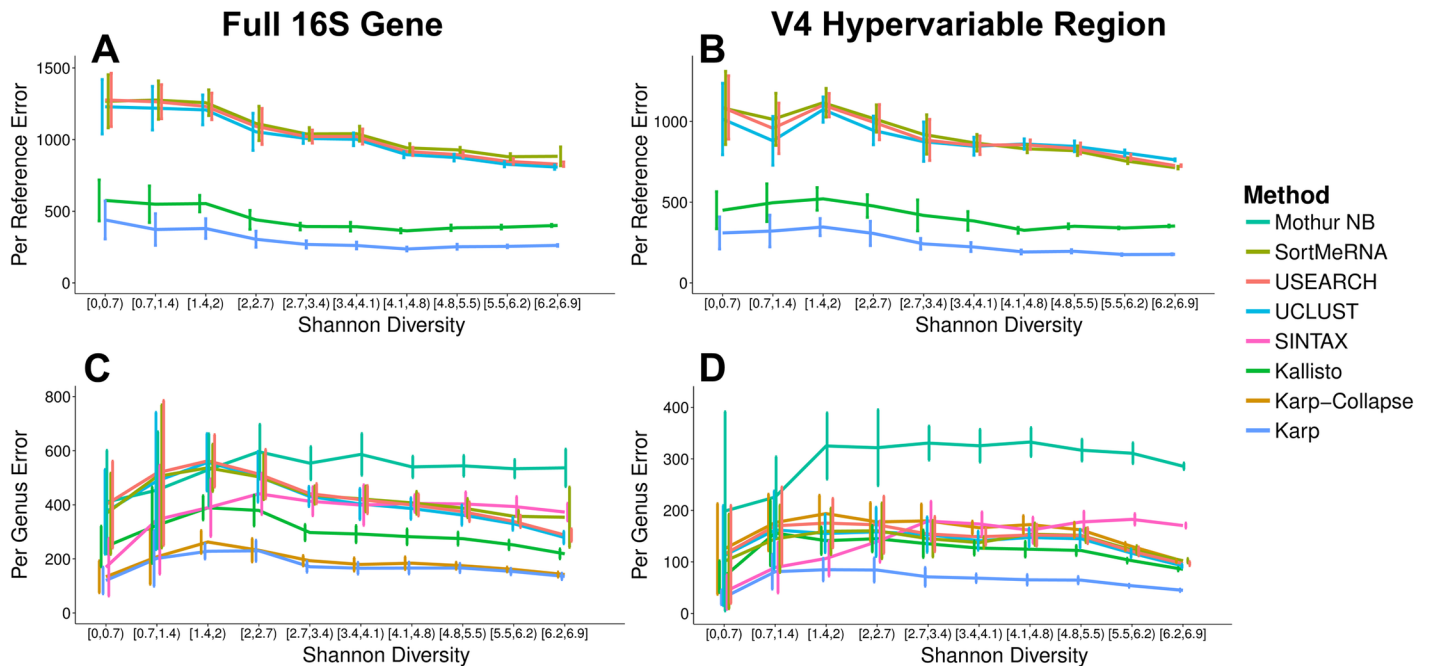 Full 16S Gene
V4 Hypervariable Region
A
Per Reference Error
1500
1000
500
0
[0,0.7) [0.7,1.4) [1.4,2) [2,2.7) [2.7,3.4) [3.4,4.1) [4.1,4.8) [4.8,5.5) [5.5,6.2) [6.2,6.9]
Shannon Diversity
B
Per Reference Error
1000
500
0
[0,0.7) [0.7,1.4) [1.4,2) [2,2.7) [2.7,3.4) [3.4,4.1) [4.1,4.8) [4.8,5.5) [5.5,6.2) [6.2,6.9]
Shannon Diversity
C
Per Genus Error
800
600
400
200
0
[0,0.7) [0.7,1.4) [1.4,2) [2,2.7) [2.7,3.4) [3.4,4.1) [4.1,4.8) [4.8,5.5) [5.5,6.2) [6.2,6.9]
Shannon Diversity
D
Per Genus Error
400
300
200
100
0
[0,0.7) [0.7,1.4) [1.4,2) [2,2.7) [2.7,3.4) [3.4,4.1) [4.1,4.8) [4.8,5.5) [5.5,6.2) [6.2,6.9]
Shannon Diversity
Method
Mothur NB
SortMeRNA
USEARCH
UCLUST
SINTAX
Kallisto
Karp−Collapse
Karp